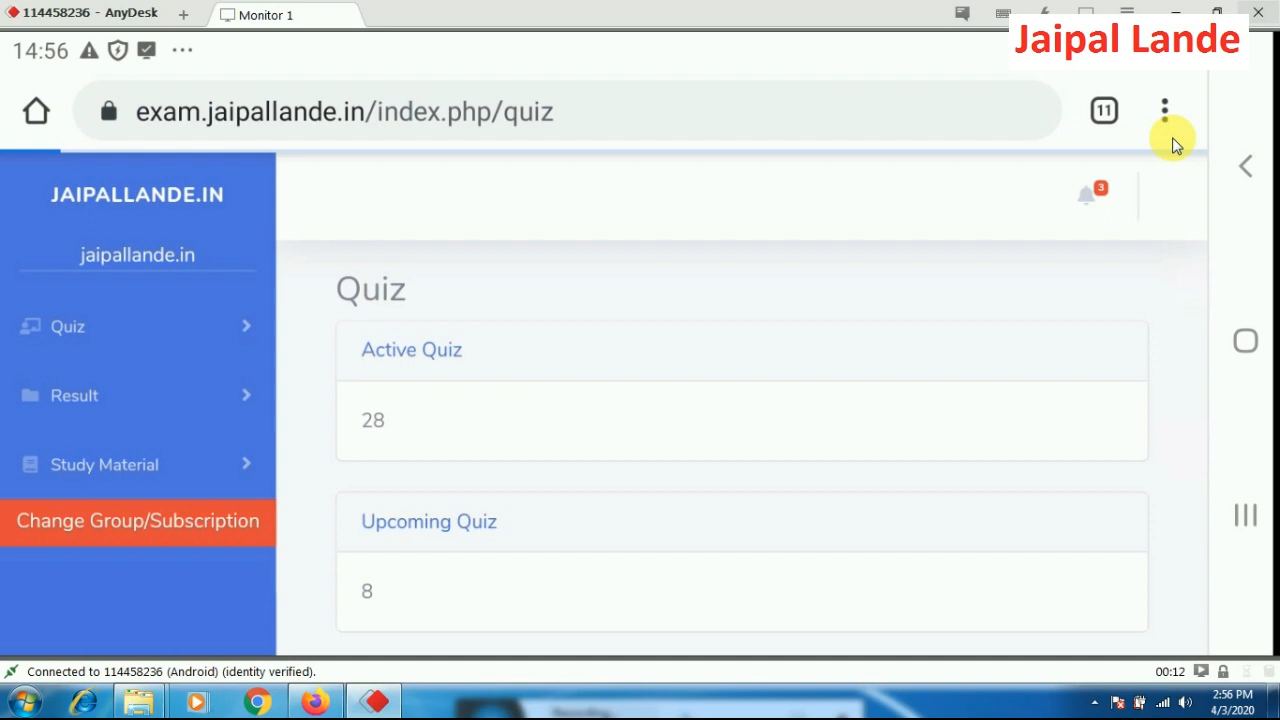 114458236 - AnyDesk
Monitor 1
Jaipal Lande
14:56
exam.jaipallande.in/index.php/quiz
11
3
JAIPALLANDE.IN
jaipallande.in
Quiz
Result
Study Material
Change Group/Subscription
Quiz
Active Quiz
28
Upcoming Quiz
8
Connected to 114458236 (Android) (identity verified).
00:12
2:56 PM
4/3/2020